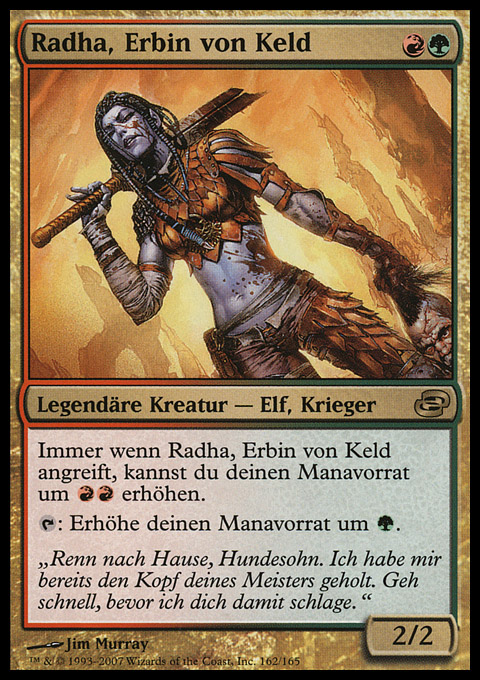 Radha, Erbin von Keld
Legendäre Kreatur — Elf, Krieger
Immer wenn Radha, Erbin von Keld
angreift, kannst du deinen Manavorrat
um erhöhen.
: Erhöhe deinen Manavorrat um .
„Renn nach Hause, Hundesohn. Ich habe mir
bereits den Kopf deines Meisters geholt. Geh
schnell, bevor ich dich damit schlage.“
2/2
Jim Murray
™ & © 1993–2007 Wizards of the Coast, Inc. 162/165